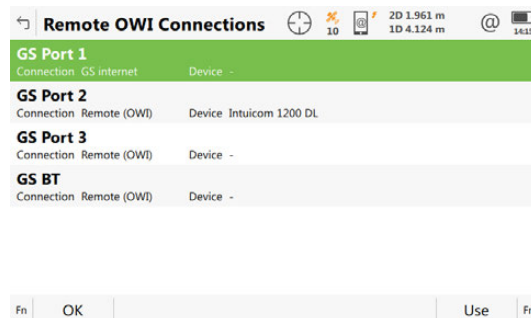 Remote OWI Connections 10 @ 2D 1.961 m @
1D 4.124 m
GS Port 1
Connection GS internet Device -
GS Port 2
Connection Remote (OWI) Device Intuicom 1200 DL
GS Port 3
Connection Remote (OWI) Device -
GS BT
Connection Remote (OWI) Device -
Fn OK Use